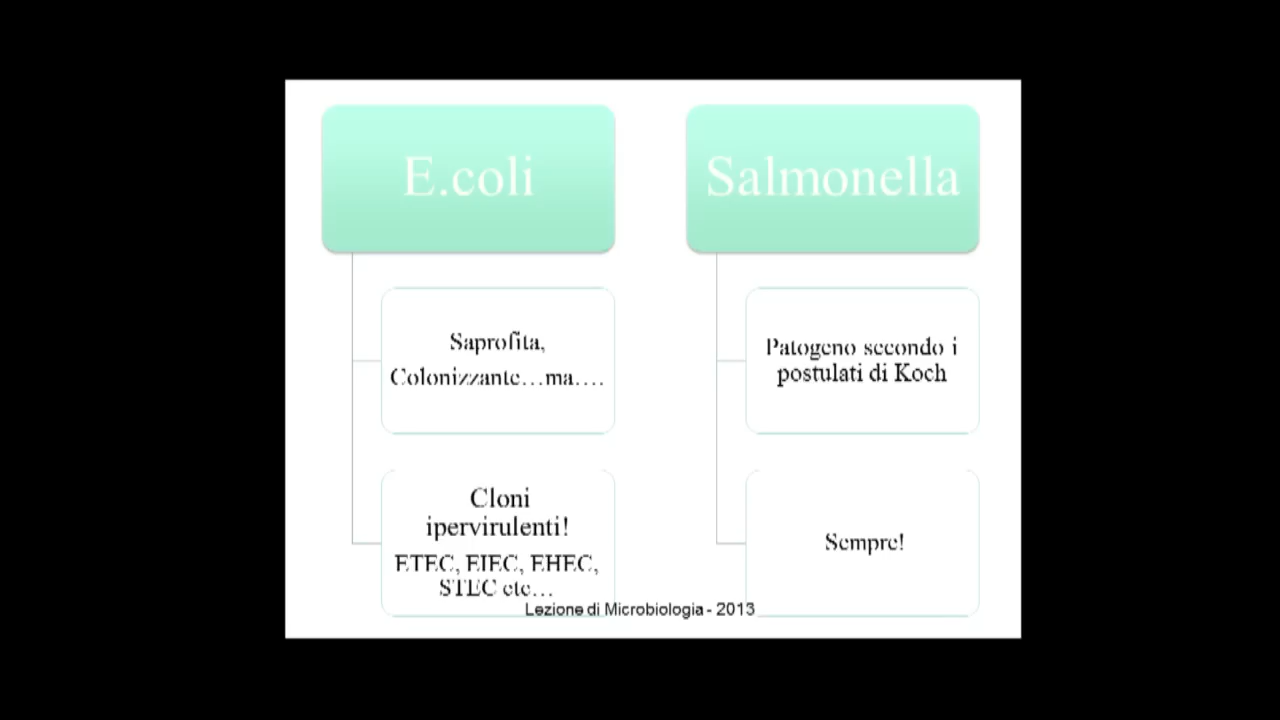 E.coli
Saprofita,
Colonizzante...ma....
Cloni
ipervirulenti!
ETEC, EIEC, EHEC,
STEC etc...
Salmonella
Patogeno secondo i
postulati di Koch
Sempre!
Lezione di Microbiologia - 2013